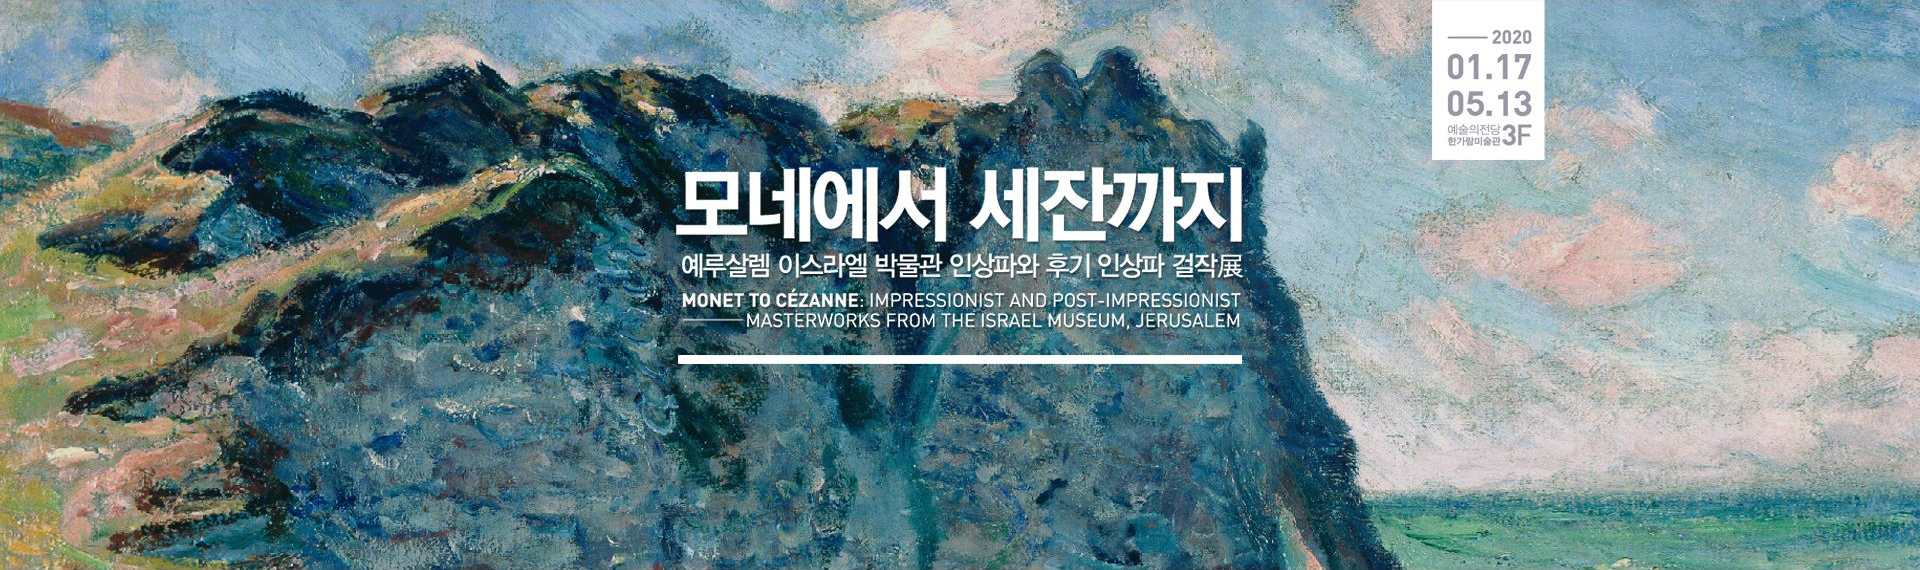 2020
01.17
05.13
예술의전당
한가람미술관 3F
모네에서 세잔까지
예루살렘 이스라엘 박물관 인상파와 후기 인상파 걸작展
MONET TO CÉZANNE: IMPRESSIONIST AND POST-IMPRESSIONIST
MASTERWORKS FROM THE ISRAEL MUSEUM, JERUSALEM